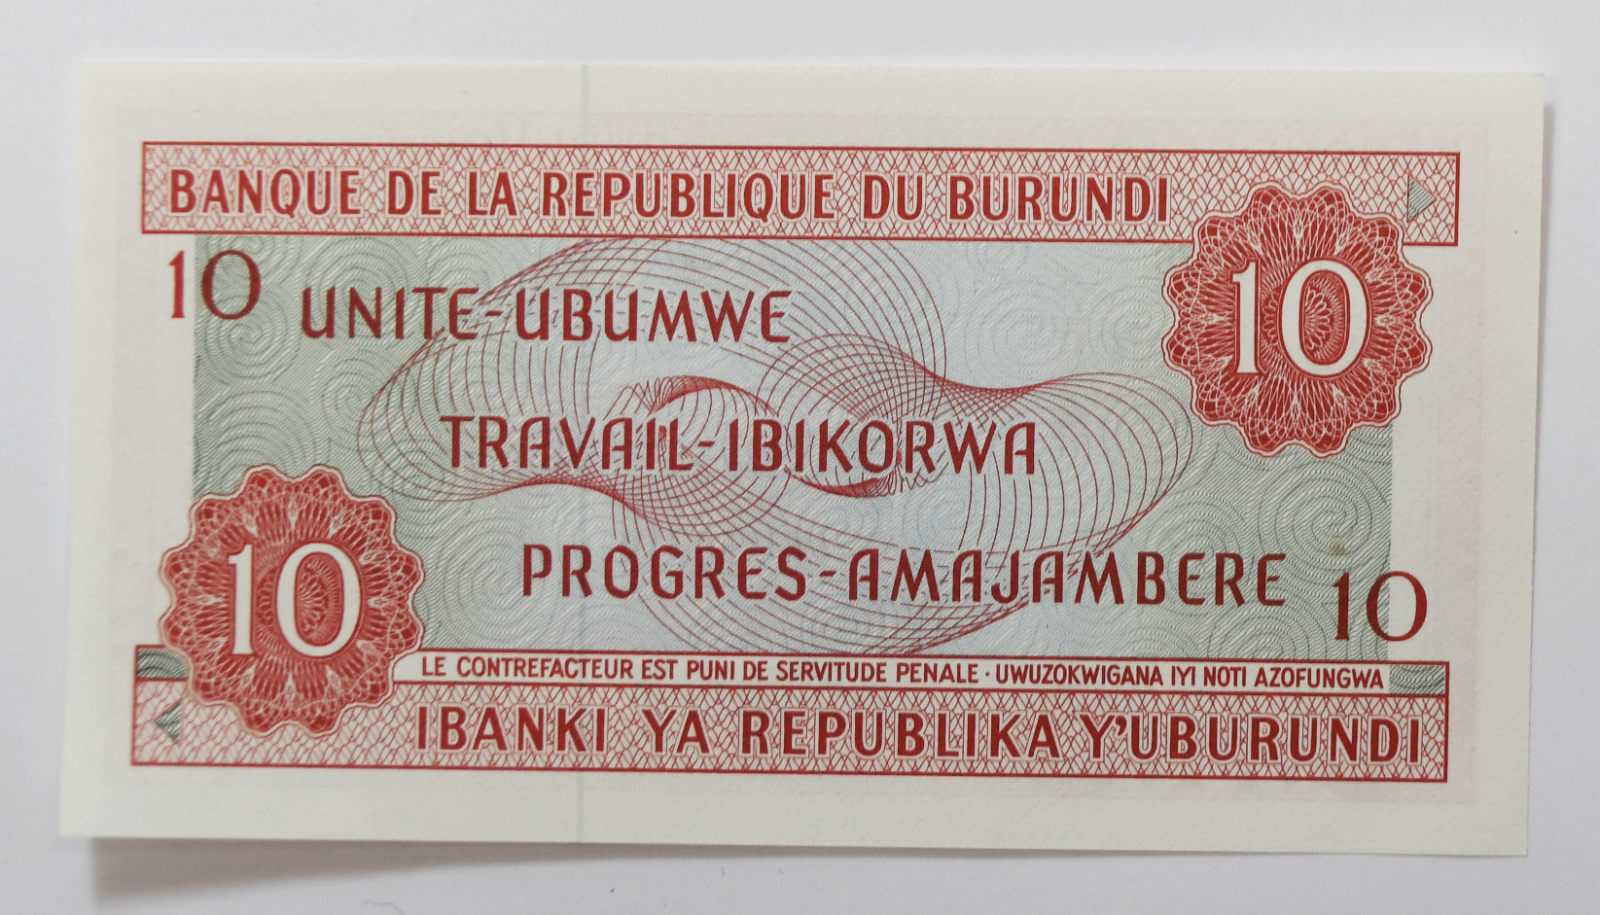 BANQUE DE LA REPUBLIQUE DU BURUNDI
10
10
UNITE-UBUMWE
TRAVAIL-IBIKORWA
PROGRES-AMAJAMBERE
10
10
LE CONTREFACTEUR EST PUNI DE SERVITUDE PENALE · UWUZOKWIGANA IYI NOTI AZOFUNGWA
IBANKI YA REPUBLIKA Y'UBURUNDI